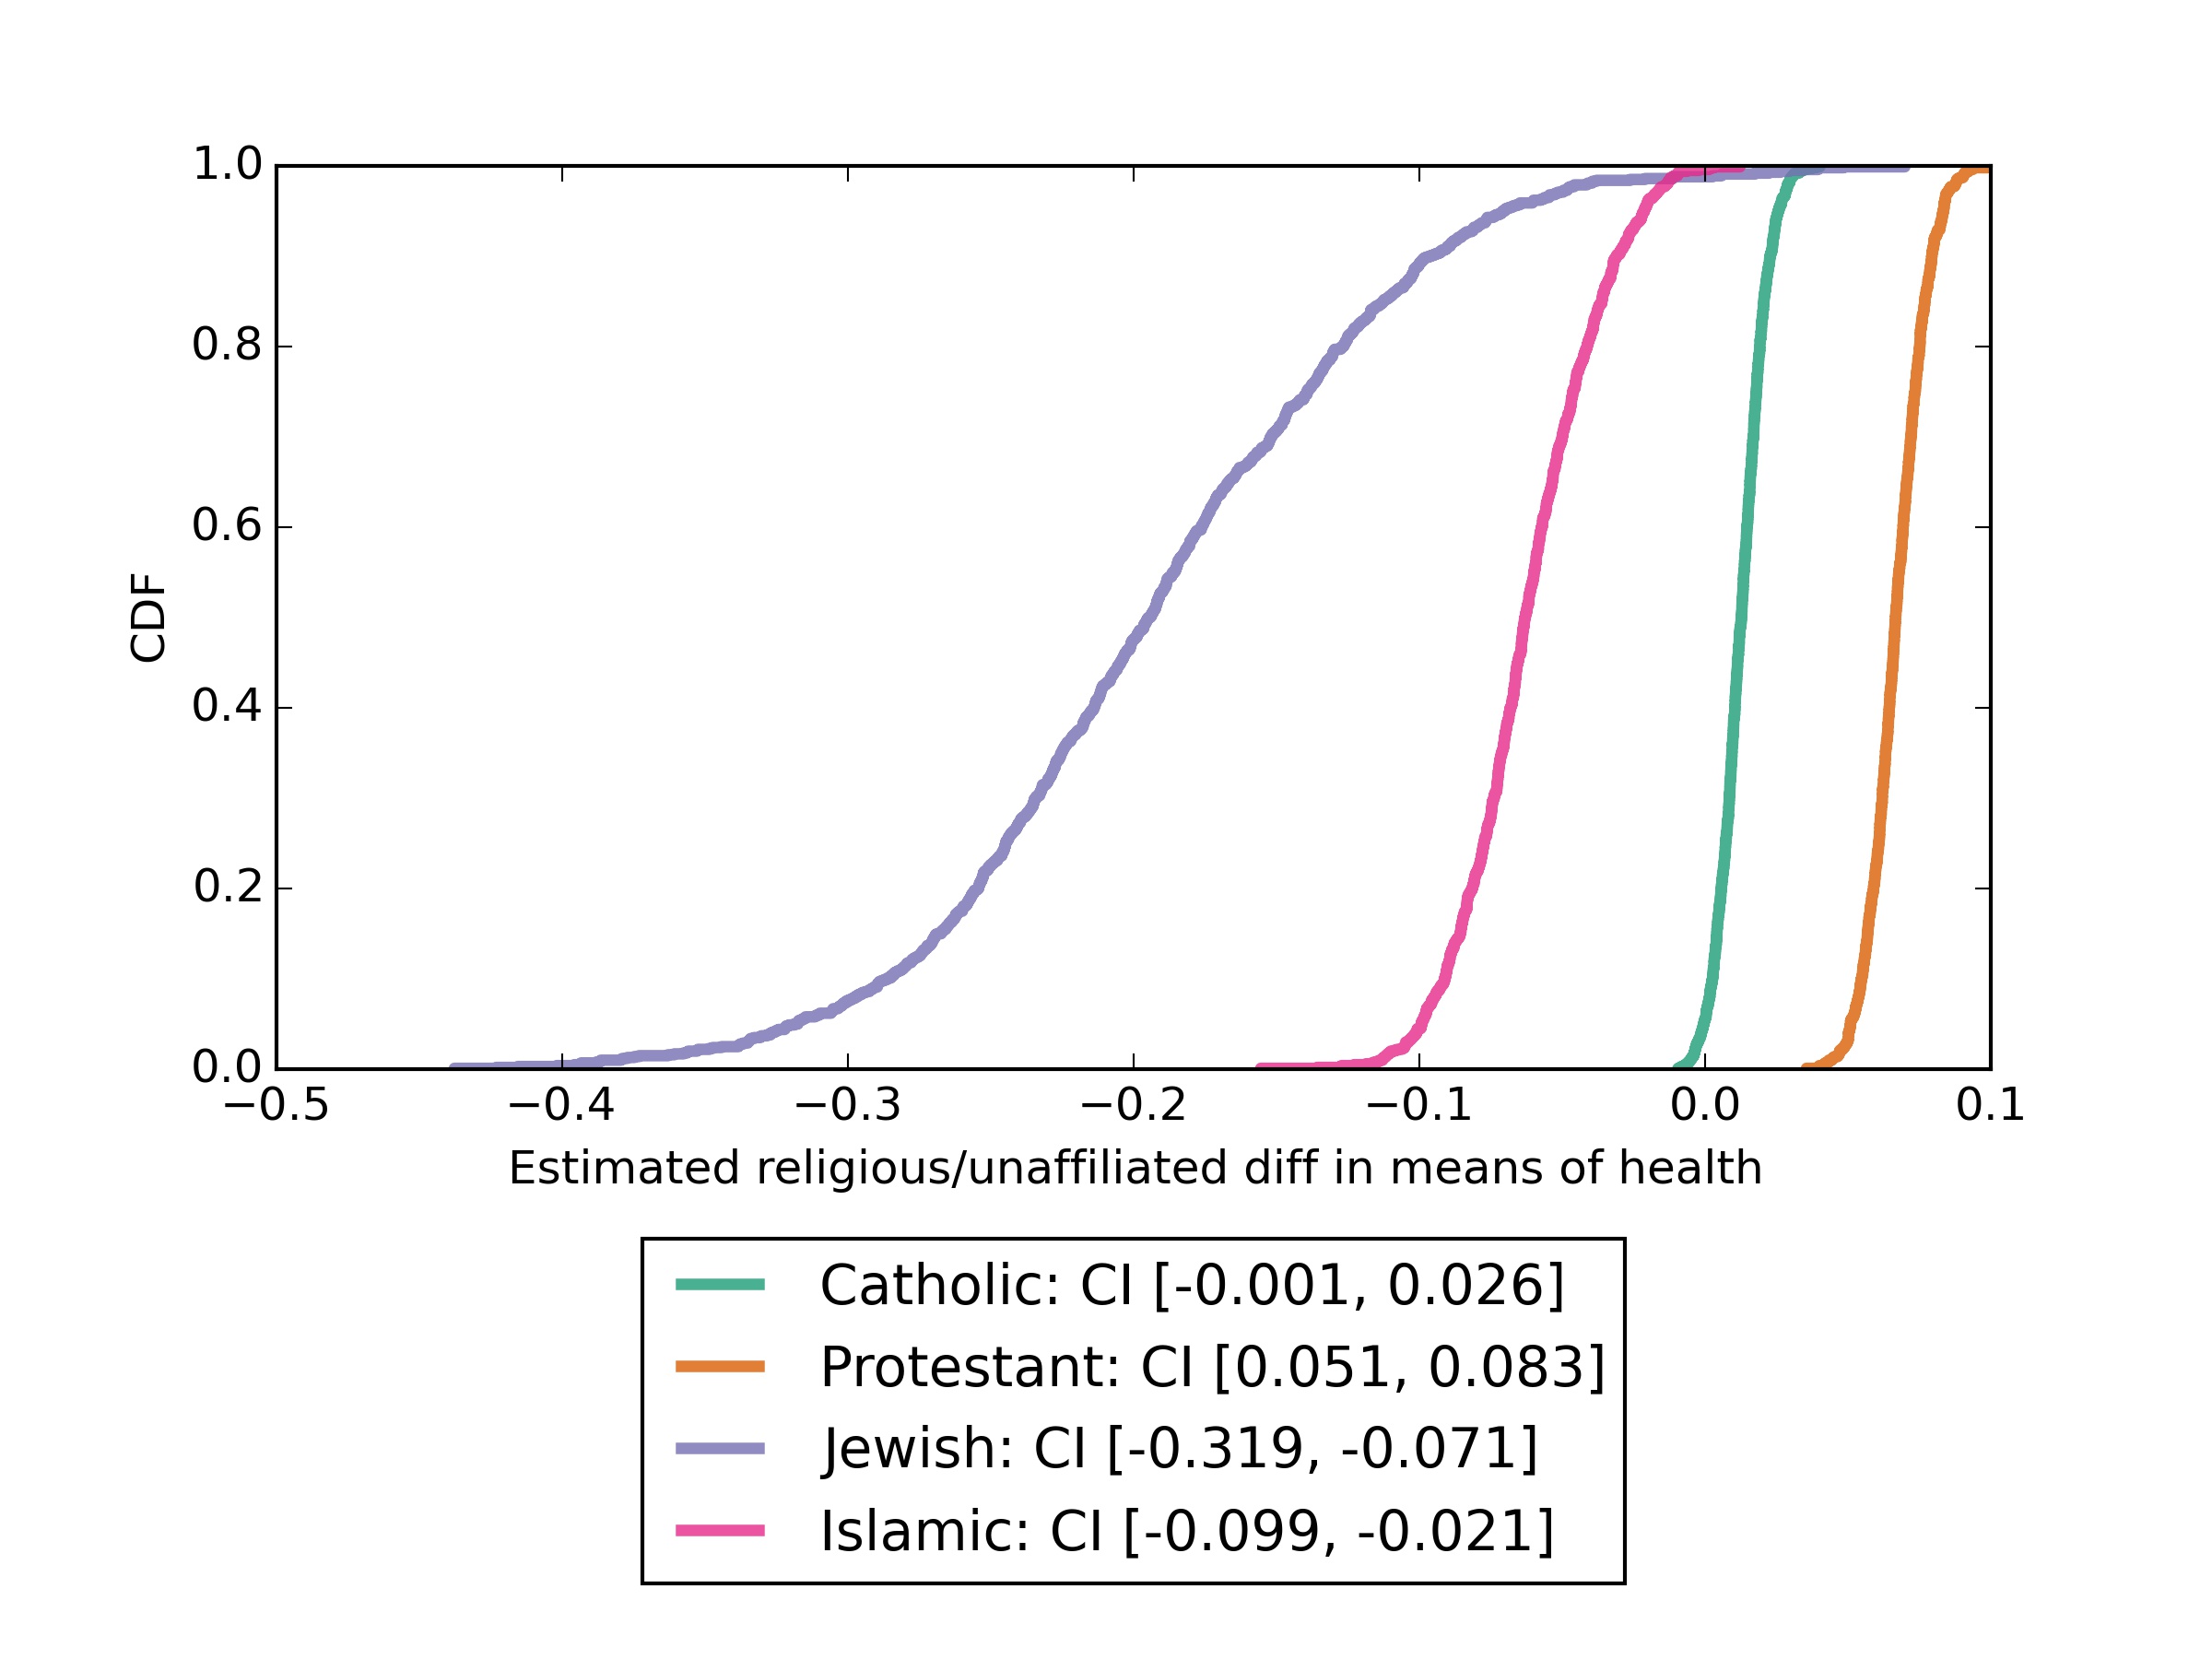 1.0
0.8
0.6
0.4
0.2
0.0
CDF
−0.5 −0.4 −0.3 −0.2 −0.1 0.0 0.1
Estimated religious/unaffiliated diff in means of health
Catholic: CI [-0.001, 0.026]
Protestant: CI [0.051, 0.083]
Jewish: CI [-0.319, -0.071]
Islamic: CI [-0.099, -0.021]